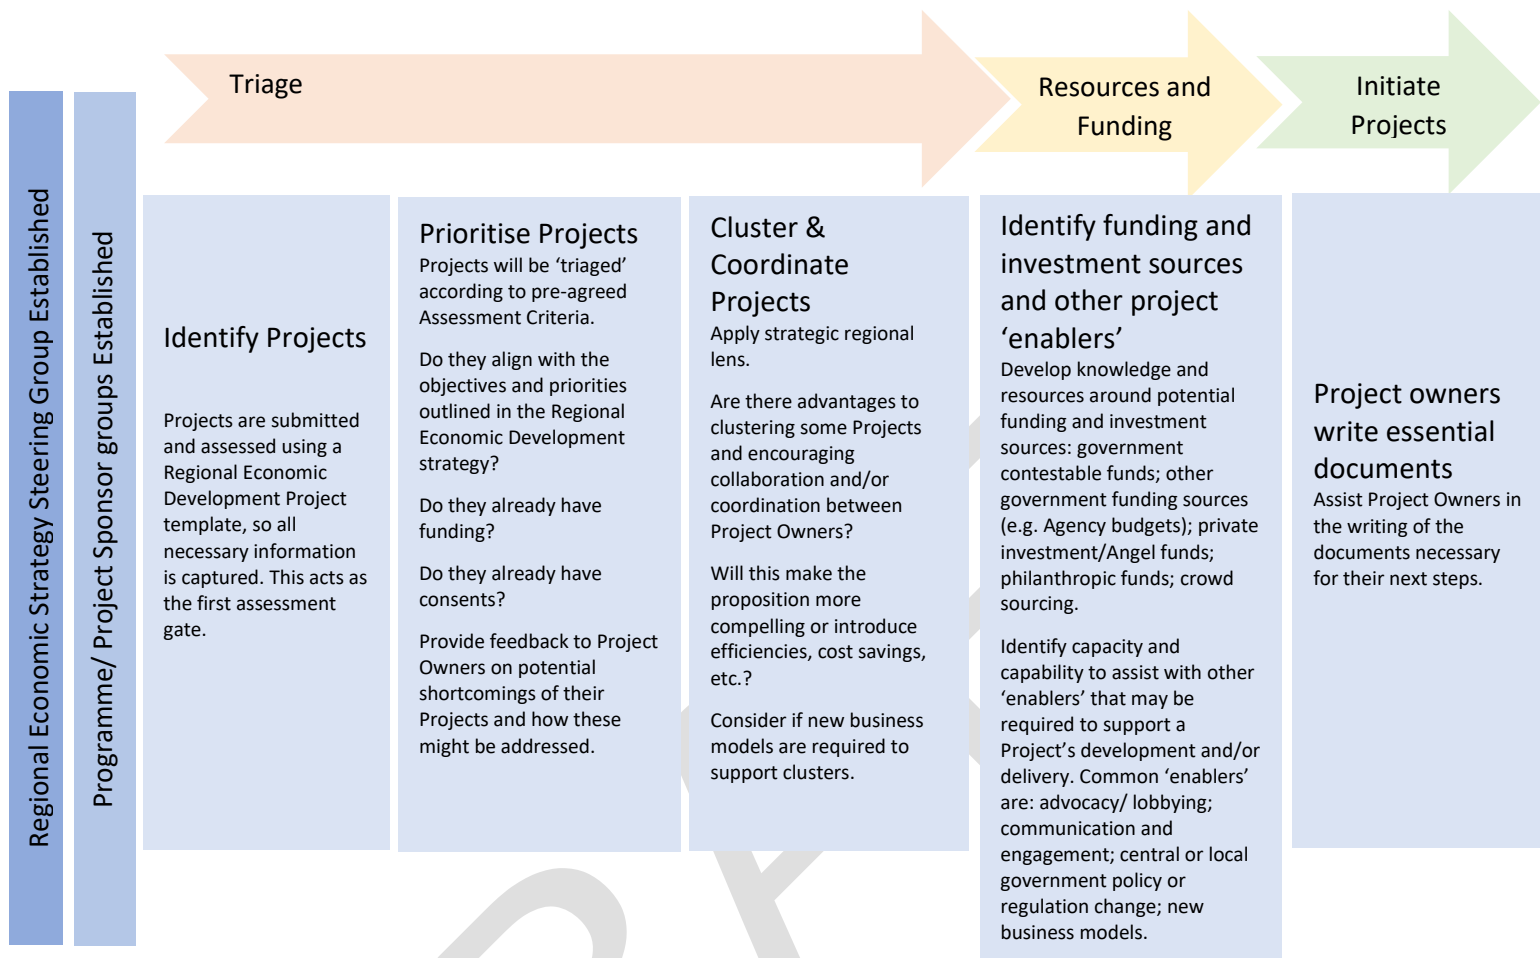 Triage
Resources and
Funding
Initiate
Projects
Regional Economic Strategy Steering Group Established
Programme/ Project Sponsor groups Established
Identify Projects
Projects are submitted
and assessed using a
Regional Economic
Development Project
template, so all
necessary information
is captured. This acts as
the first assessment
gate.
Prioritise Projects
Projects will be ‘triaged’
according to pre-agreed
Assessment Criteria.
Do they align with the
objectives and priorities
outlined in the Regional
Economic Development
strategy?
Do they already have
funding?
Do they already have
consents?
Provide feedback to Project
Owners on potential
shortcomings of their
Projects and how these
might be addressed.
Cluster &
Coordinate
Projects
Apply strategic regional
lens.
Are there advantages to
clustering some Projects
and encouraging
collaboration and/or
coordination between
Project Owners?
Will this make the
proposition more
compelling or introduce
efficiencies, cost savings,
etc.?
Consider if new business
models are required to
support clusters.
Identify funding and
investment sources
and other project
‘enablers’
Develop knowledge and
resources around potential
funding and investment
sources: government
contestable funds; other
government funding sources
(e.g. Agency budgets); private
investment/Angel funds;
philanthropic funds; crowd
sourcing.
Identify capacity and
capability to assist with other
‘enablers’ that may be
required to support a
Project’s development and/or
delivery. Common ‘enablers’
are: advocacy/ lobbying;
communication and
engagement; central or local
government policy or
regulation change; new
business models.
Project owners
write essential
documents
Assist Project Owners in
the writing of the
documents necessary
for their next steps.